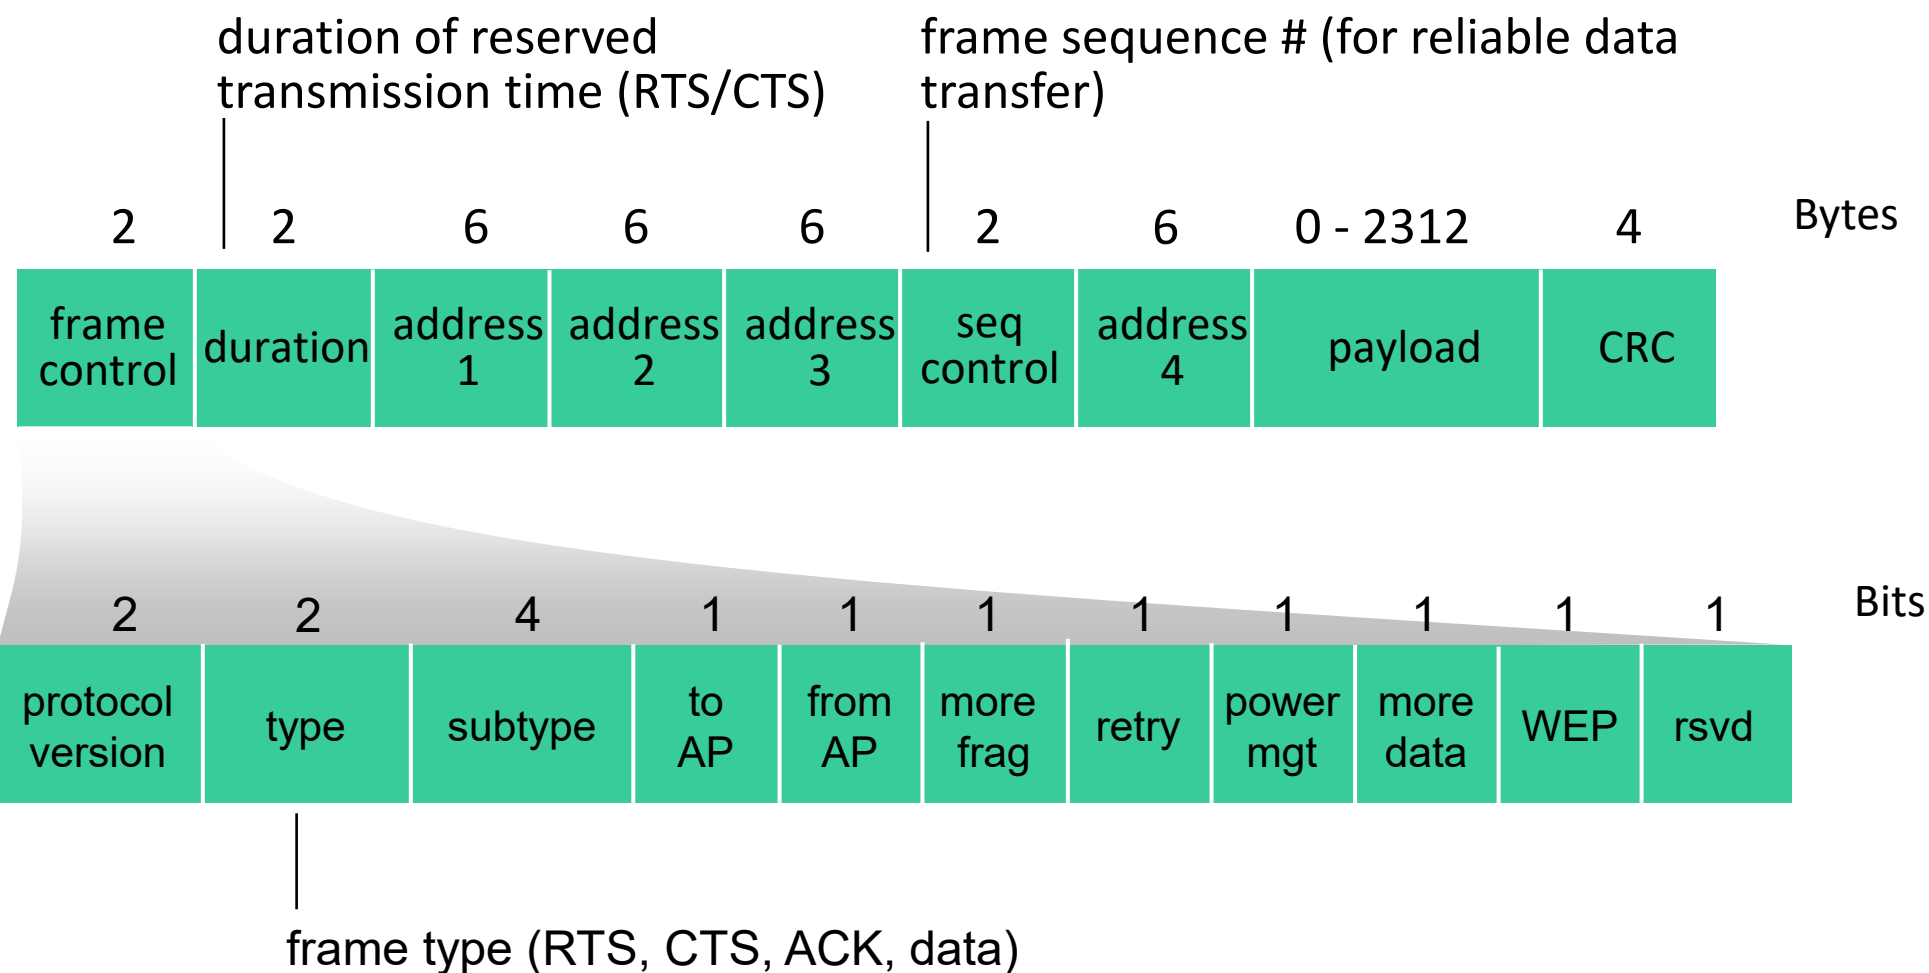 duration of reserved
transmission time (RTS/CTS)
frame sequence # (for reliable data
transfer)
2 2 6 6 6 2 6 0 - 2312 4 Bytes
frame
control
duration
address
1
address
2
address
3
seq
control
address
4
payload
CRC
2 2 4 1 1 1 1 1 1 1 1 Bits
protocol
version
type
subtype
to
AP
from
AP
more
frag
retry
power
mgt
more
data
WEP
rsvd
frame type (RTS, CTS, ACK, data)